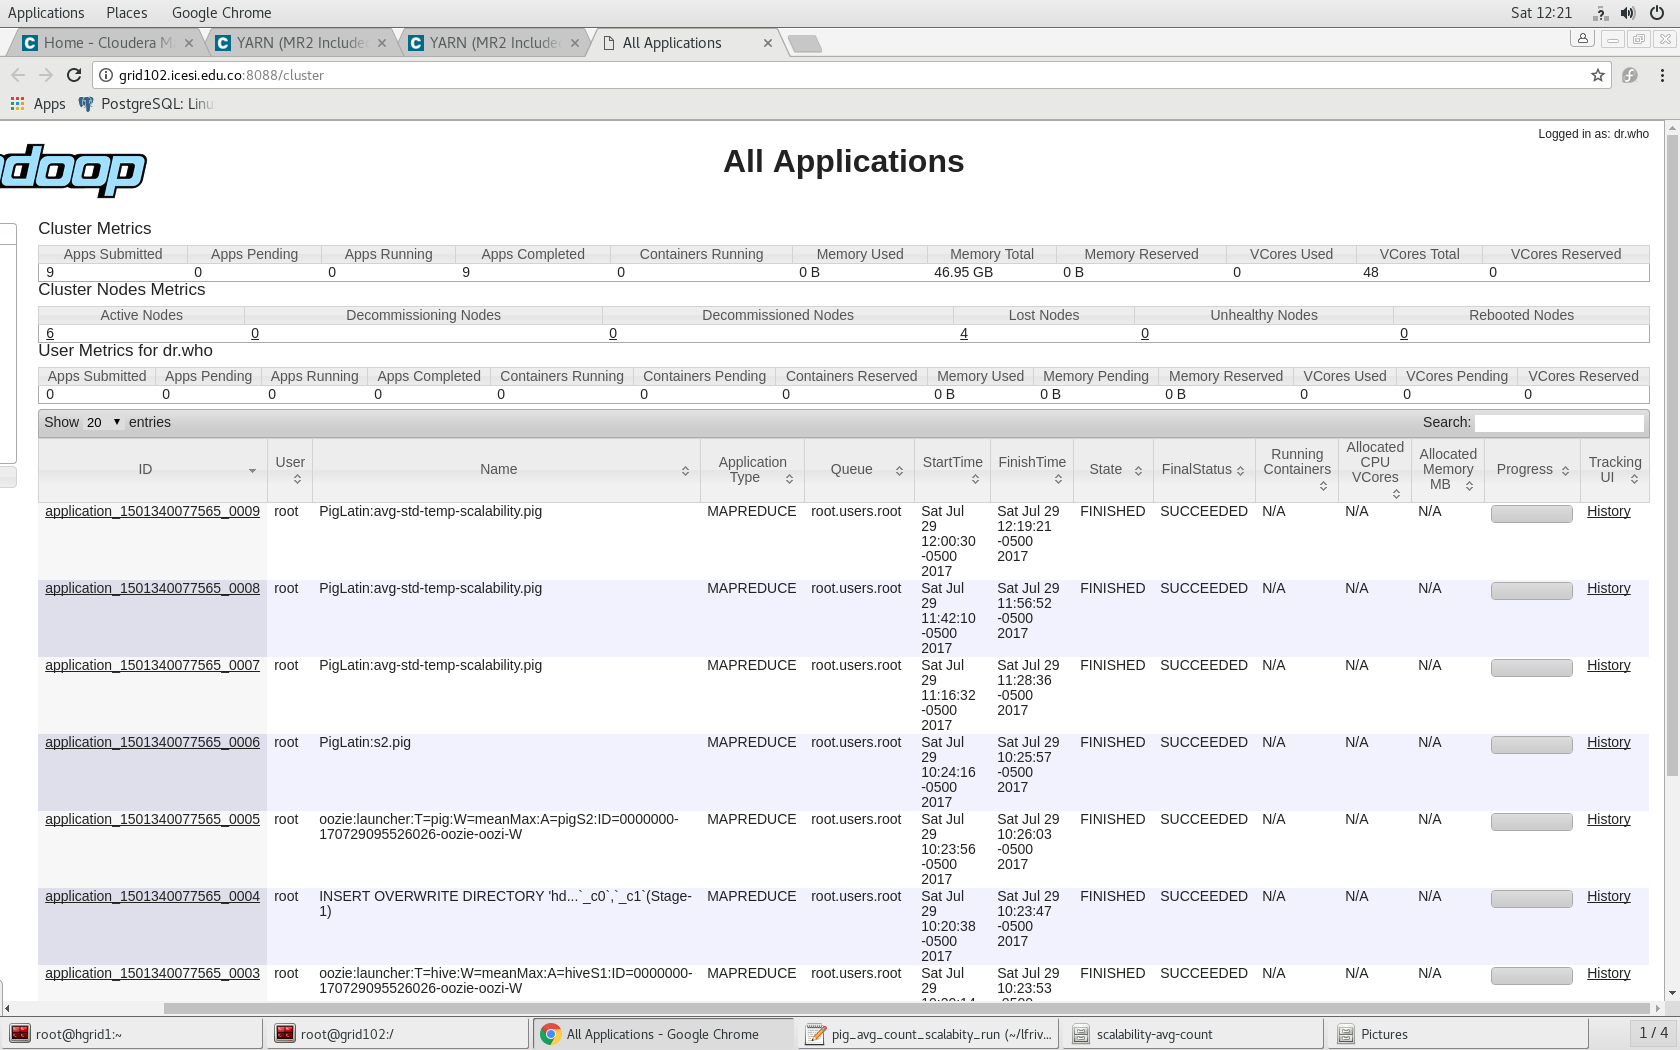 Applications Places Google Chrome Sat 12:21
Home - Cloudera M YARN (MR2 Include YARN (MR2 Include All Applications
grid102.icesi.edu.co:8088/cluster
Apps PostgreSQL: Linu
Logged in as: dr.who
doop
All Applications
Cluster Metrics
Apps Submitted Apps Pending Apps Running Apps Completed Containers Running Memory Used Memory Total Memory Reserved VCores Used VCores Total VCores Reserved
9 0 0 9 0 0 B 46.95 GB 0 B 0 48 0
Cluster Nodes Metrics
Active Nodes Decommissioning Nodes Decommissioned Nodes Lost Nodes Unhealthy Nodes Rebooted Nodes
6 0 0 4 0 0
User Metrics for dr.who
Apps Submitted Apps Pending Apps Running Apps Completed Containers Running Containers Pending Containers Reserved Memory Used Memory Pending Memory Reserved VCores Used VCores Pending VCores Reserved
0 0 0 0 0 0 0 0 B 0 B 0 B 0 0 0
Show 20 entries Search:
ID User Name Application Type Queue StartTime FinishTime State FinalStatus Running Containers Allocated CPU VCores Allocated Memory MB Progress Tracking UI
application_1501340077565_0009 root PigLatin:avg-std-temp-scalability.pig MAPREDUCE root.users.root Sat Jul 29 12:00:30 -0500 2017 Sat Jul 29 12:19:21 -0500 2017 FINISHED SUCCEEDED N/A N/A N/A History
application_1501340077565_0008 root PigLatin:avg-std-temp-scalability.pig MAPREDUCE root.users.root Sat Jul 29 11:42:10 -0500 2017 Sat Jul 29 11:56:52 -0500 2017 FINISHED SUCCEEDED N/A N/A N/A History
application_1501340077565_0007 root PigLatin:avg-std-temp-scalability.pig MAPREDUCE root.users.root Sat Jul 29 11:16:32 -0500 2017 Sat Jul 29 11:28:36 -0500 2017 FINISHED SUCCEEDED N/A N/A N/A History
application_1501340077565_0006 root PigLatin:s2.pig MAPREDUCE root.users.root Sat Jul 29 10:24:16 -0500 2017 Sat Jul 29 10:25:57 -0500 2017 FINISHED SUCCEEDED N/A N/A N/A History
application_1501340077565_0005 root oozie:launcher:T=pig:W=meanMax:A=pigS2:ID=0000000-170729095526026-oozie-oozi-W MAPREDUCE root.users.root Sat Jul 29 10:23:56 -0500 2017 Sat Jul 29 10:26:03 -0500 2017 FINISHED SUCCEEDED N/A N/A N/A History
application_1501340077565_0004 root INSERT OVERWRITE DIRECTORY 'hd...`_c0`,`_c1`(Stage-1) MAPREDUCE root.users.root Sat Jul 29 10:20:38 -0500 2017 Sat Jul 29 10:23:47 -0500 2017 FINISHED SUCCEEDED N/A N/A N/A History
application_1501340077565_0003 root oozie:launcher:T=hive:W=meanMax:A=hiveS1:ID=0000000-170729095526026-oozie-oozi-W MAPREDUCE root.users.root Sat Jul 29 Sat Jul 29 10:23:53 FINISHED SUCCEEDED N/A N/A N/A History
root@hgrid1:~ root@grid102:/ All Applications - Google Chrome pig_avg_count_scalabity_run (~/lfriv... scalability-avg-count Pictures 1 / 4